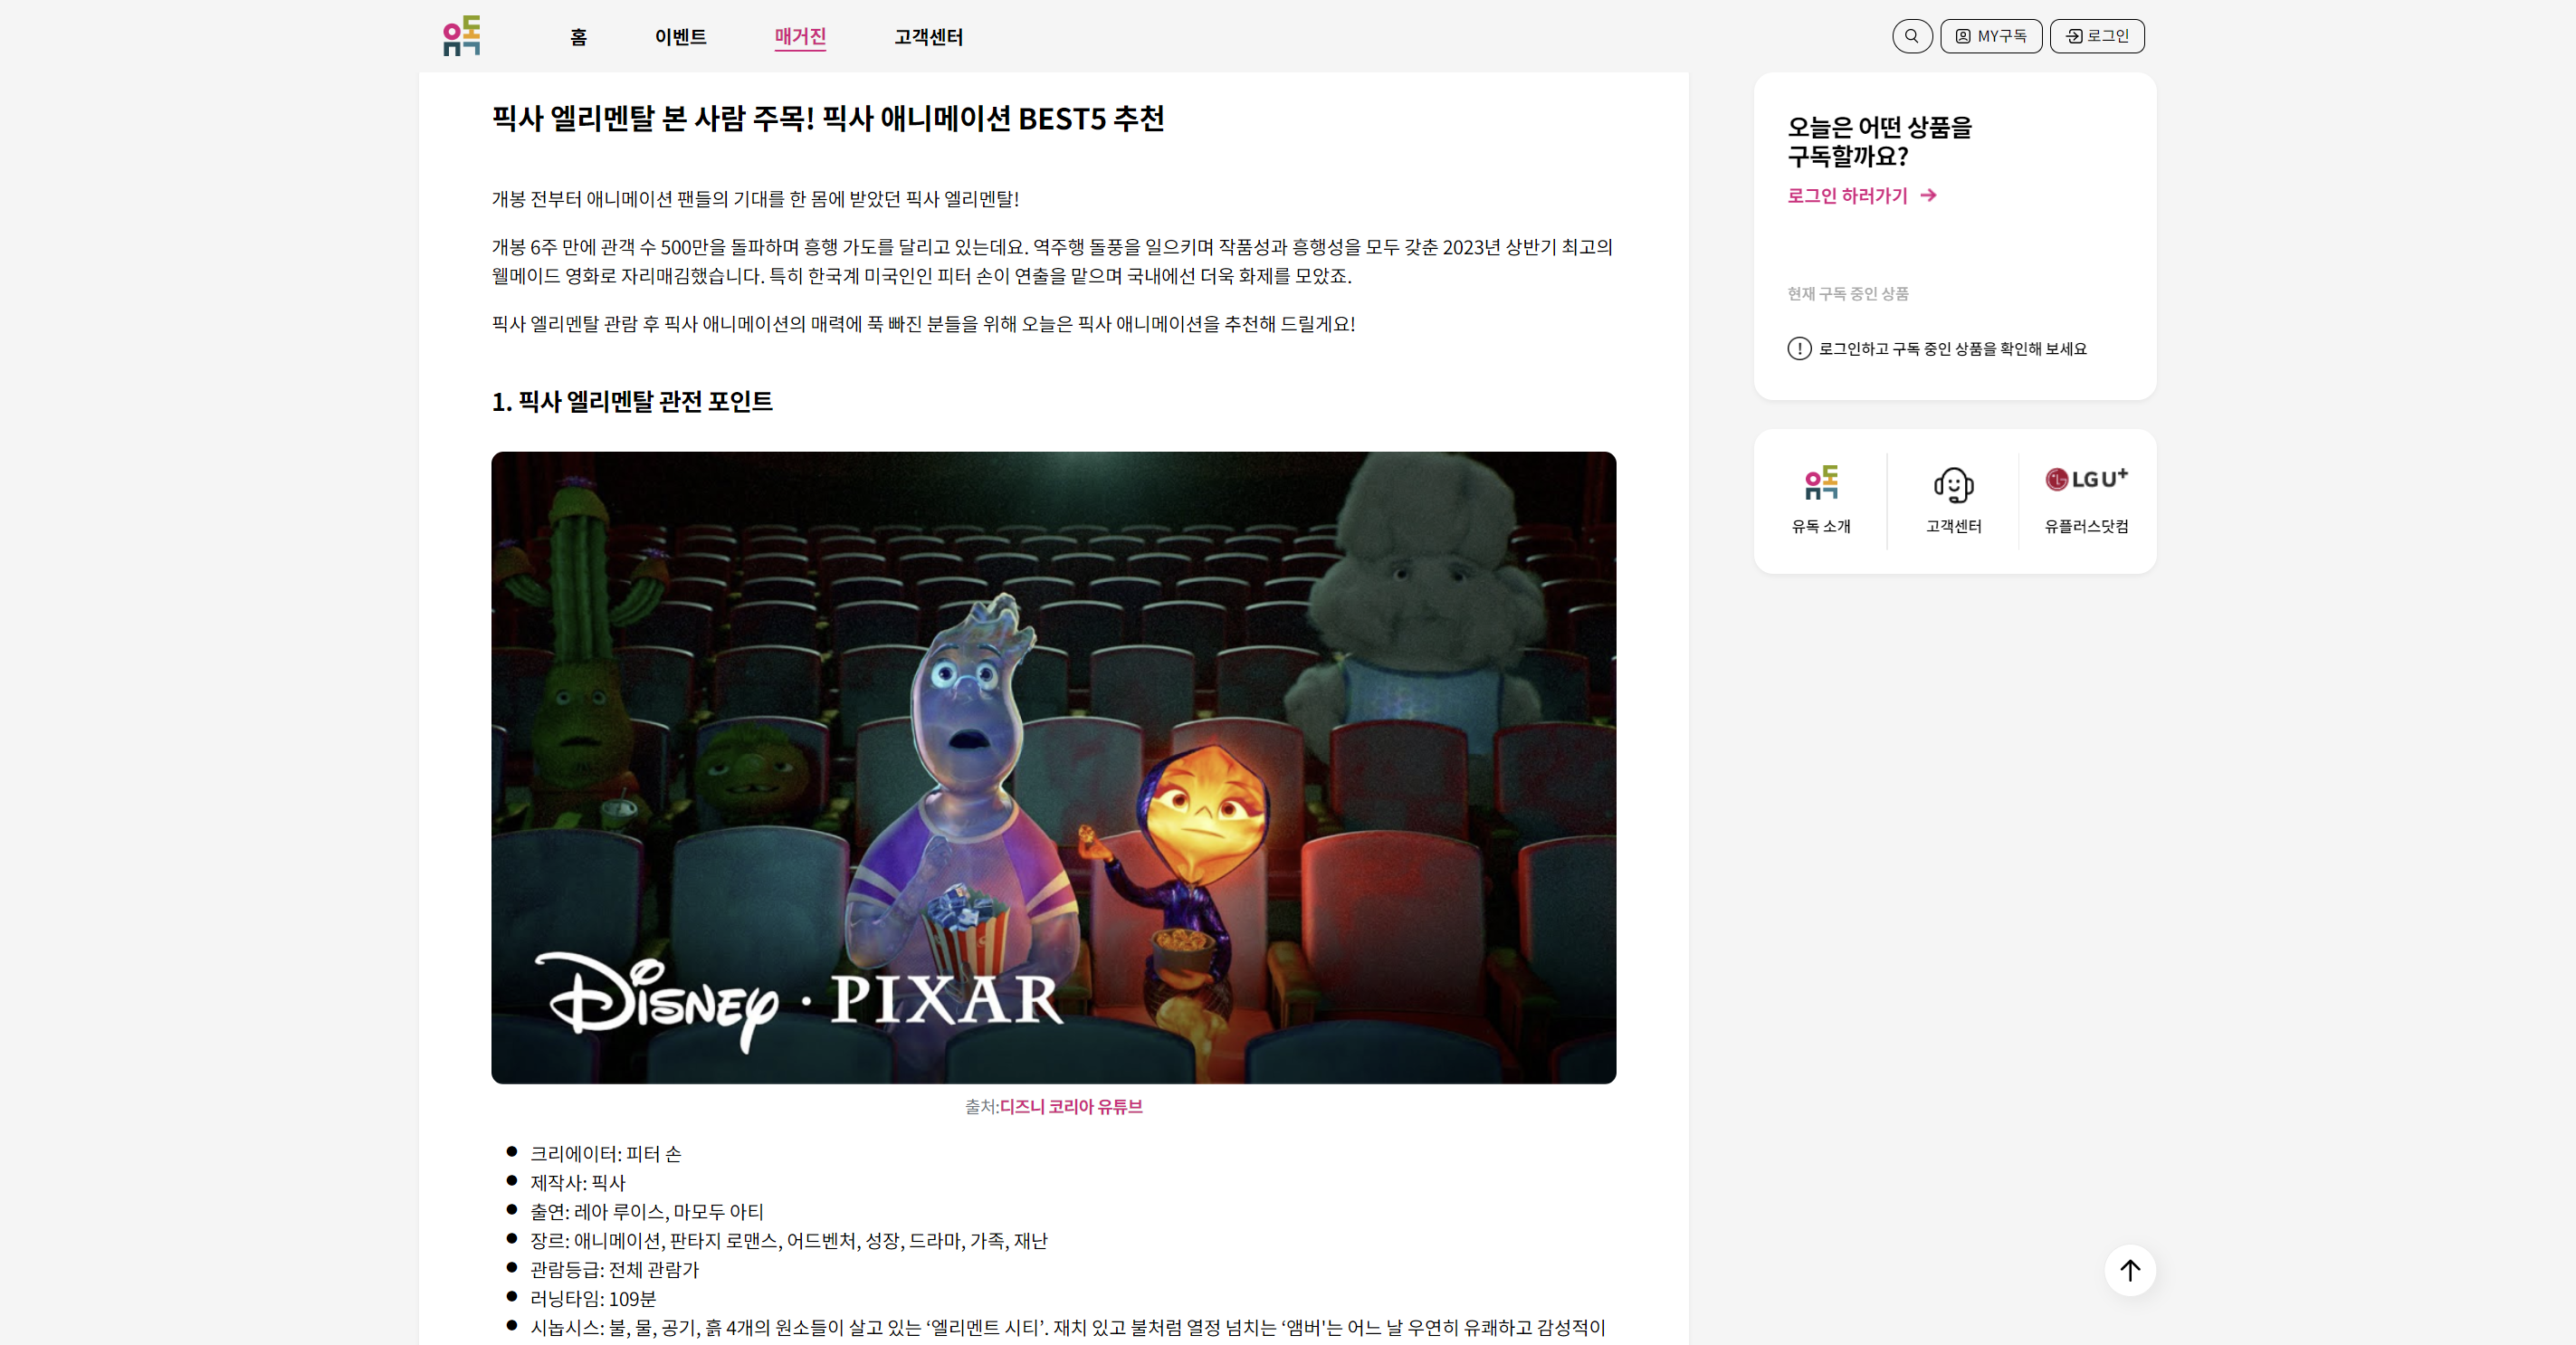 유독
홈
이벤트
매거진
고객센터
MY구독
로그인
픽사 엘리멘탈 본 사람 주목! 픽사 애니메이션 BEST5 추천
개봉 전부터 애니메이션 팬들의 기대를 한 몸에 받았던 픽사 엘리멘탈!
개봉 6주 만에 관객 수 500만을 돌파하며 흥행 가도를 달리고 있는데요. 역주행 돌풍을 일으키며 작품성과 흥행성을 모두 갖춘 2023년 상반기 최고의
웰메이드 영화로 자리매김했습니다. 특히 한국계 미국인인 피터 손이 연출을 맡으며 국내에선 더욱 화제를 모았죠.
픽사 엘리멘탈 관람 후 픽사 애니메이션의 매력에 푹 빠진 분들을 위해 오늘은 픽사 애니메이션을 추천해 드릴게요!
1. 픽사 엘리멘탈 관전 포인트
Disney · PIXAR
출처:디즈니 코리아 유튜브
● 크리에이터: 피터 손
● 제작사: 픽사
● 출연: 레아 루이스, 마모두 아티
● 장르: 애니메이션, 판타지 로맨스, 어드벤처, 성장, 드라마, 가족, 재난
● 관람등급: 전체 관람가
● 러닝타임: 109분
● 시놉시스: 불, 물, 공기, 흙 4개의 원소들이 살고 있는 ‘엘리멘트 시티’. 재치 있고 불처럼 열정 넘치는 ‘앰버'는 어느 날 우연히 유쾌하고 감성적이
오늘은 어떤 상품을
구독할까요?
로그인 하러가기 →
현재 구독 중인 상품
로그인하고 구독 중인 상품을 확인해 보세요
유독
유독 소개
고객센터
LG U+
유플러스닷컴